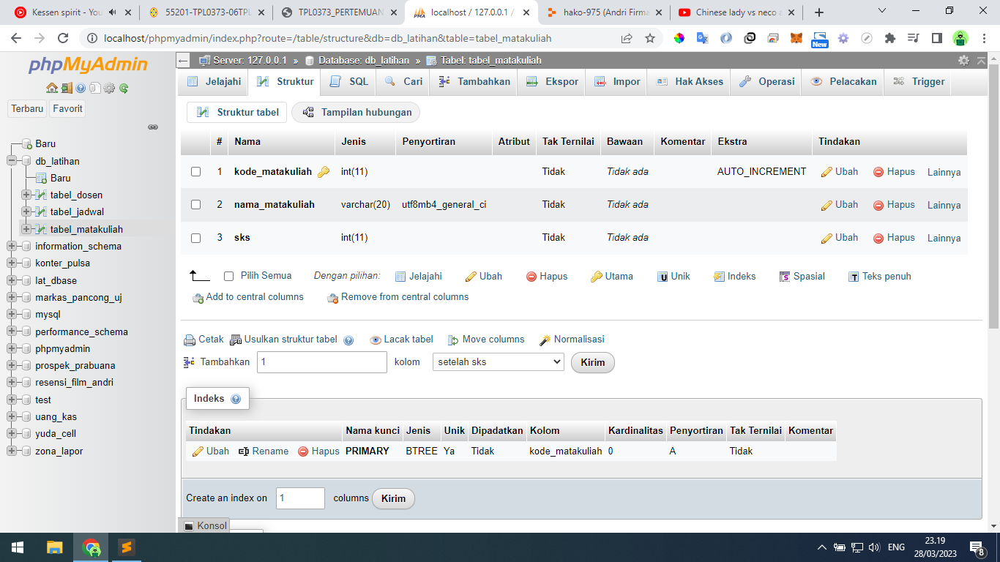 Kessen spirit - You
55201-TPL0373-06TPL
TPL0373_PERTEMUAN
localhost / 127.0.0.1 /
hako-975 (Andri Firma
Chinese lady vs neco a
localhost/phpmyadmin/index.php?route=/table/structure&db=db_latihan&table=tabel_matakuliah
New
phpMyAdmin
Terbaru Favorit
Baru
db_latihan
Baru
tabel_dosen
tabel_jadwal
tabel_matakuliah
information_schema
konter_pulsa
lat_dbase
markas_pancong_uj
mysql
performance_schema
phpmyadmin
prospek_prabuana
resensi_film_andri
test
uang_kas
yuda_cell
zona_lapor
Server: 127.0.0.1 » Database: db_latihan » Tabel: tabel_matakuliah
Jelajahi Struktur SQL Cari Tambahkan Ekspor Impor Hak Akses Operasi Pelacakan Trigger
Struktur tabel Tampilan hubungan
# Nama Jenis Penyortiran Atribut Tak Ternilai Bawaan Komentar Ekstra Tindakan
1 kode_matakuliah int(11) Tidak Tidak ada AUTO_INCREMENT Ubah Hapus Lainnya
2 nama_matakuliah varchar(20) utf8mb4_general_ci Tidak Tidak ada Ubah Hapus Lainnya
3 sks int(11) Tidak Tidak ada Ubah Hapus Lainnya
Pilih Semua Dengan pilihan: Jelajahi Ubah Hapus Utama Unik Indeks Spasial Teks penuh
Add to central columns Remove from central columns
Cetak Usulkan struktur tabel Lacak tabel Move columns Normalisasi
Tambahkan 1 kolom setelah sks Kirim
Indeks
Tindakan Nama kunci Jenis Unik Dipadatkan Kolom Kardinalitas Penyortiran Tak Ternilai Komentar
Ubah Rename Hapus PRIMARY BTREE Ya Tidak kode_matakuliah 0 A Tidak
Create an index on 1 columns Kirim
Konsol
ENG
23.19
28/03/2023
8